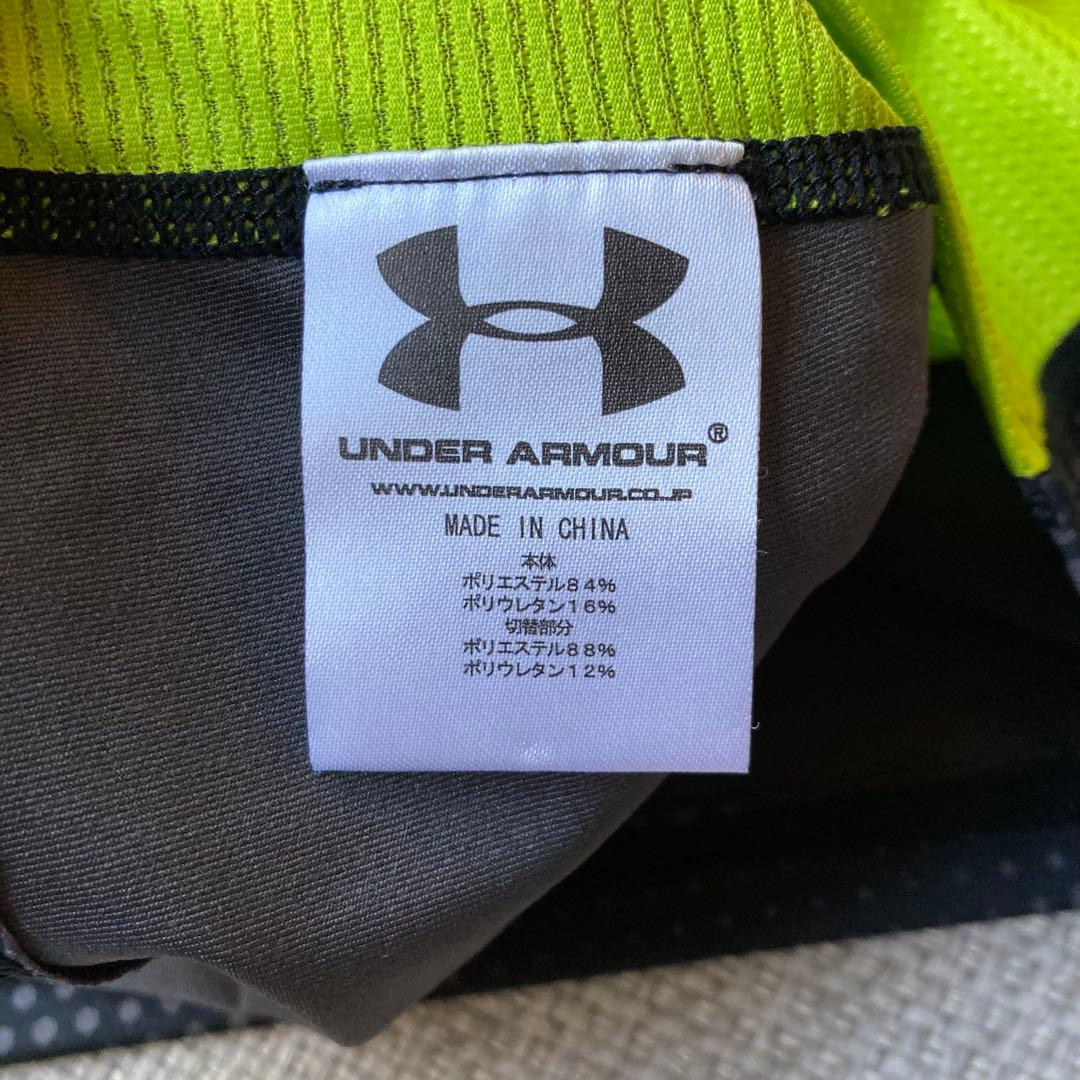 UNDER ARMOUR®
WWW.UNDERARMOUR.CO.JP
MADE IN CHINA
本体
ポリエステル84%
ポリウレタン16%
切替部分
ポリエステル88%
ポリウレタン12%